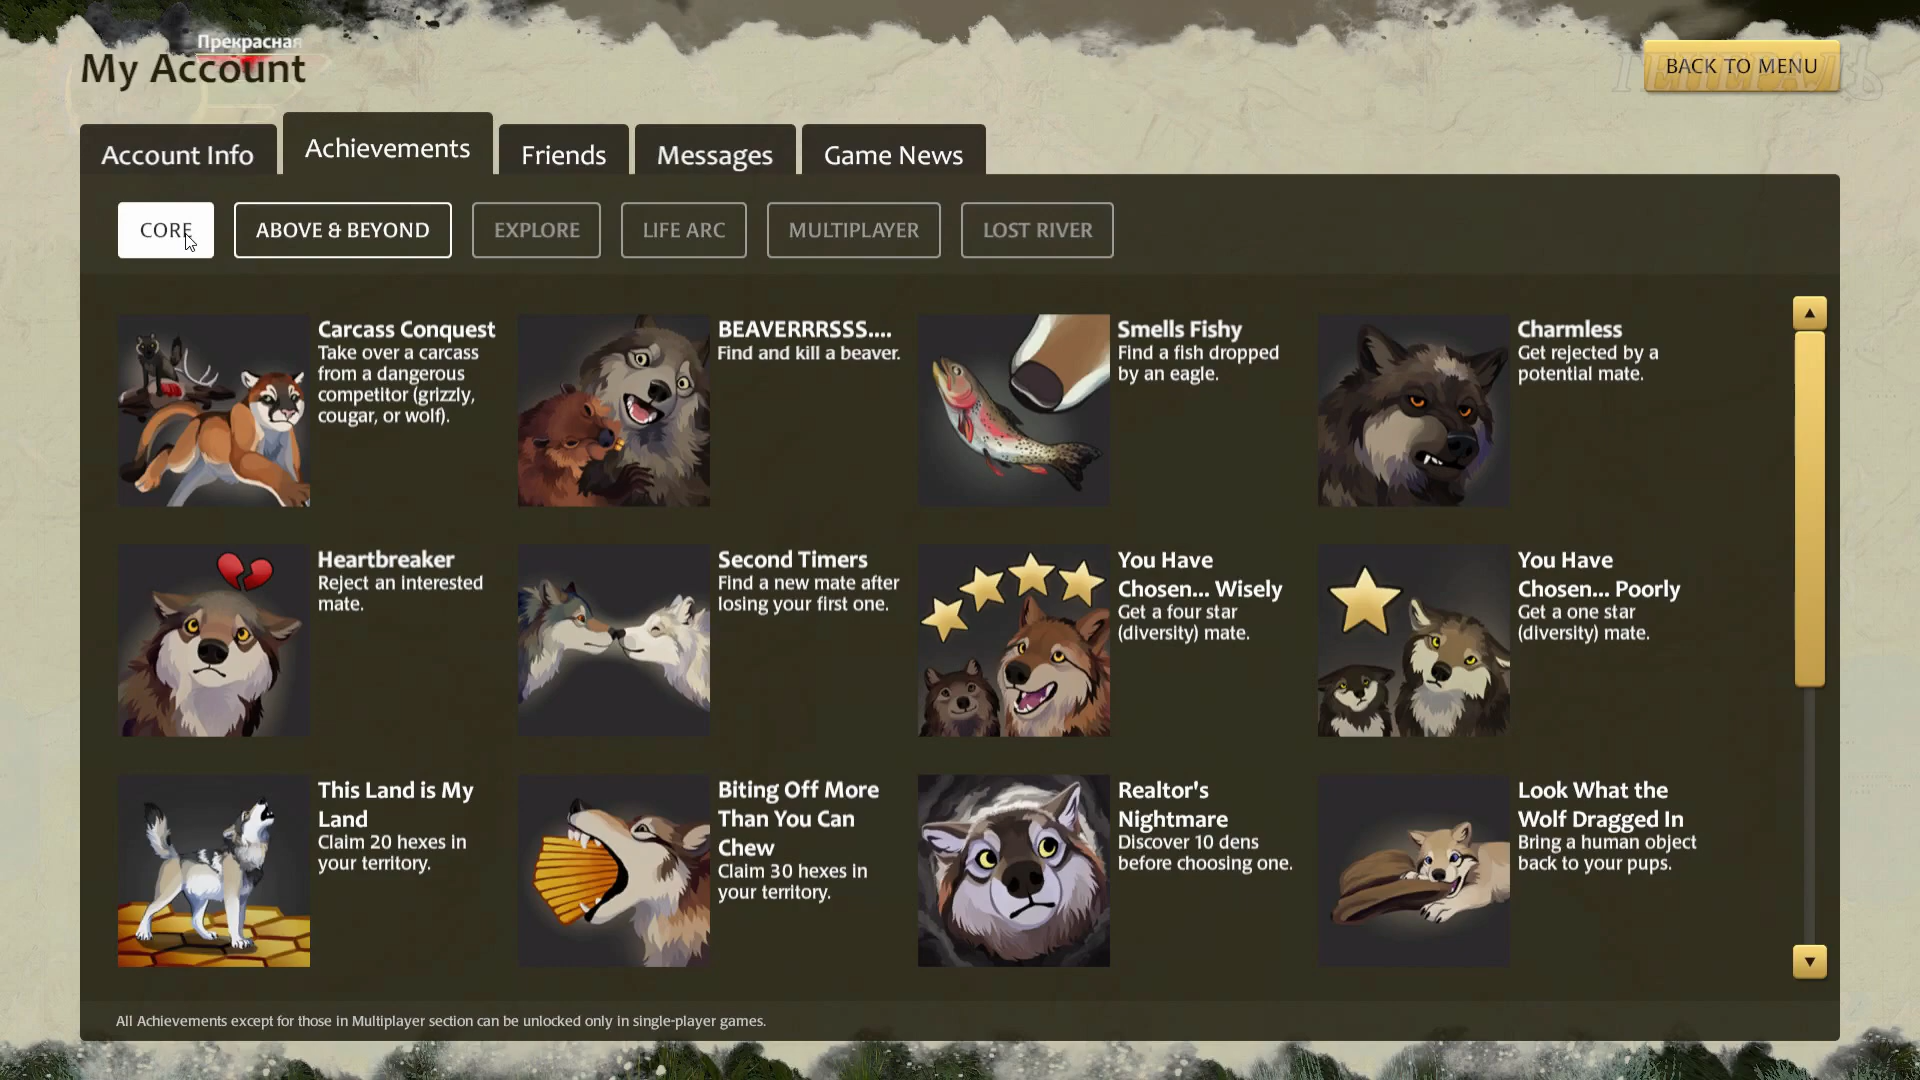 Прекрасная
My Account
BACK TO MENU
Account Info
Achievements
Friends
Messages
Game News
CORE
ABOVE & BEYOND
EXPLORE
LIFE ARC
MULTIPLAYER
LOST RIVER
Carcass Conquest
Take over a carcass
from a dangerous
competitor (grizzly,
cougar, or wolf).
BEAVERRRSSS....
Find and kill a beaver.
Smells Fishy
Find a fish dropped
by an eagle.
Charmless
Get rejected by a
potential mate.
Heartbreaker
Reject an interested
mate.
Second Timers
Find a new mate after
losing your first one.
You Have
Chosen... Wisely
Get a four star
(diversity) mate.
You Have
Chosen... Poorly
Get a one star
(diversity) mate.
This Land is My
Land
Claim 20 hexes in
your territory.
Biting Off More
Than You Can
Chew
Claim 30 hexes in
your territory.
Realtor's
Nightmare
Discover 10 dens
before choosing one.
Look What the
Wolf Dragged In
Bring a human object
back to your pups.
All Achievements except for those in Multiplayer section can be unlocked only in single-player games.